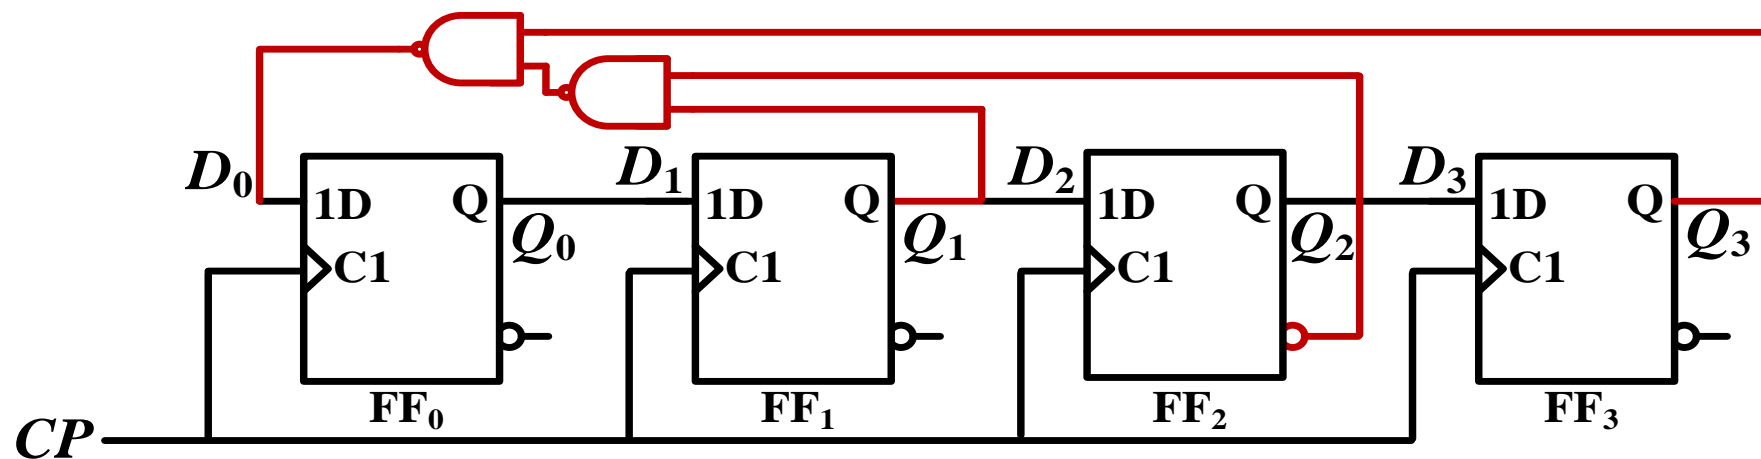 D₀ 1D Q D₁ 1D Q D₂ 1D Q D₃ 1D Q
Q₀ Q₁ Q₂ Q₃
C1 C1 C1 C1
FF₀ FF₁ FF₂ FF₃
CP